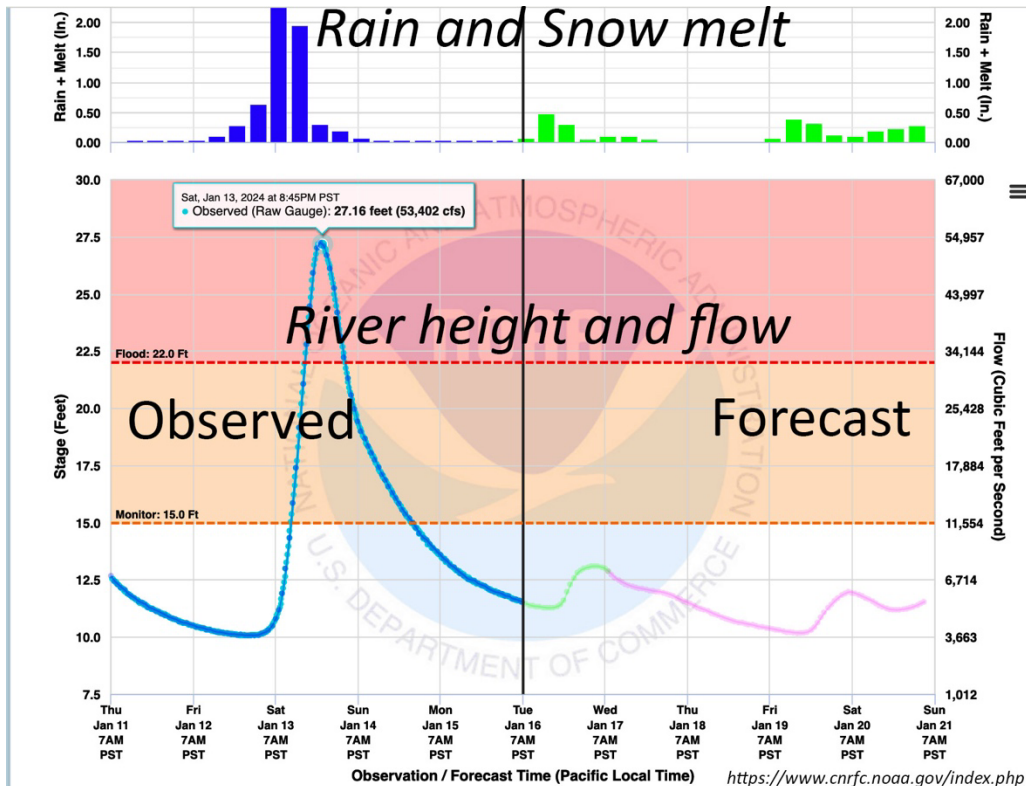 Rain and Snow melt
Rain + Melt (In.)
2.00
1.50
1.00
0.50
0.00
2.00
1.50
1.00
0.50
0.00
Rain + Melt (In.)
Sat, Jan 13, 2024 at 8:45PM PST
Observed (Raw Gauge): 27.16 feet (53,402 cfs)
River height and flow
Observed
Forecast
Flood: 22.0 Ft
Monitor: 15.0 Ft
Stage (Feet)
30.0
27.5
25.0
22.5
20.0
17.5
15.0
12.5
10.0
7.5
67,000
54,957
43,997
34,144
25,428
17,884
11,554
6,714
3,663
1,012
Flow (Cubic Feet per Second)
NATIONAL OCEANIC AND ATMOSPHERIC ADMINISTRATION
U.S. DEPARTMENT OF COMMERCE
Thu
Jan 11
7AM
PST
Fri
Jan 12
7AM
PST
Sat
Jan 13
7AM
PST
Sun
Jan 14
7AM
PST
Mon
Jan 15
7AM
PST
Tue
Jan 16
7AM
PST
Wed
Jan 17
7AM
PST
Thu
Jan 18
7AM
PST
Fri
Jan 19
7AM
PST
Sat
Jan 20
7AM
PST
Sun
Jan 21
7AM
PST
Observation / Forecast Time (Pacific Local Time)
https://www.cnrfc.noaa.gov/index.php